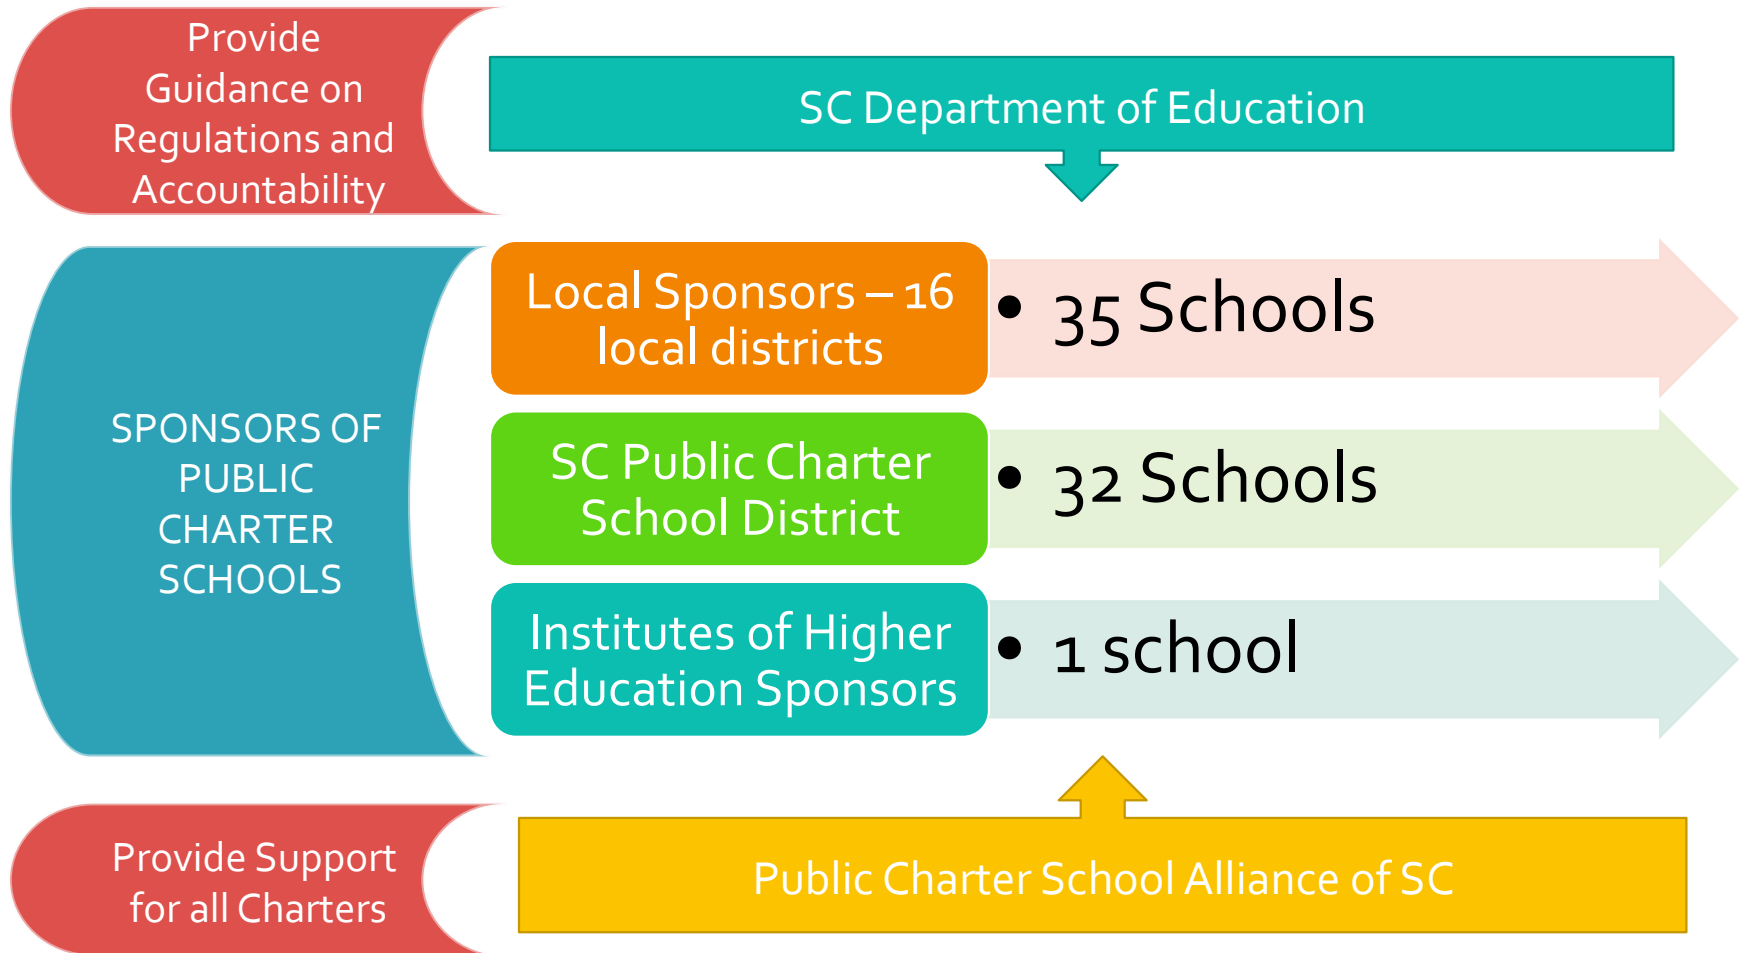 Provide
Guidance on
Regulations and
Accountability
SC Department of Education
SPONSORS OF
PUBLIC
CHARTER
SCHOOLS
Local Sponsors – 16
local districts
• 35 Schools
SC Public Charter
School District
• 32 Schools
Institutes of Higher
Education Sponsors
• 1 school
Provide Support
for all Charters
Public Charter School Alliance of SC